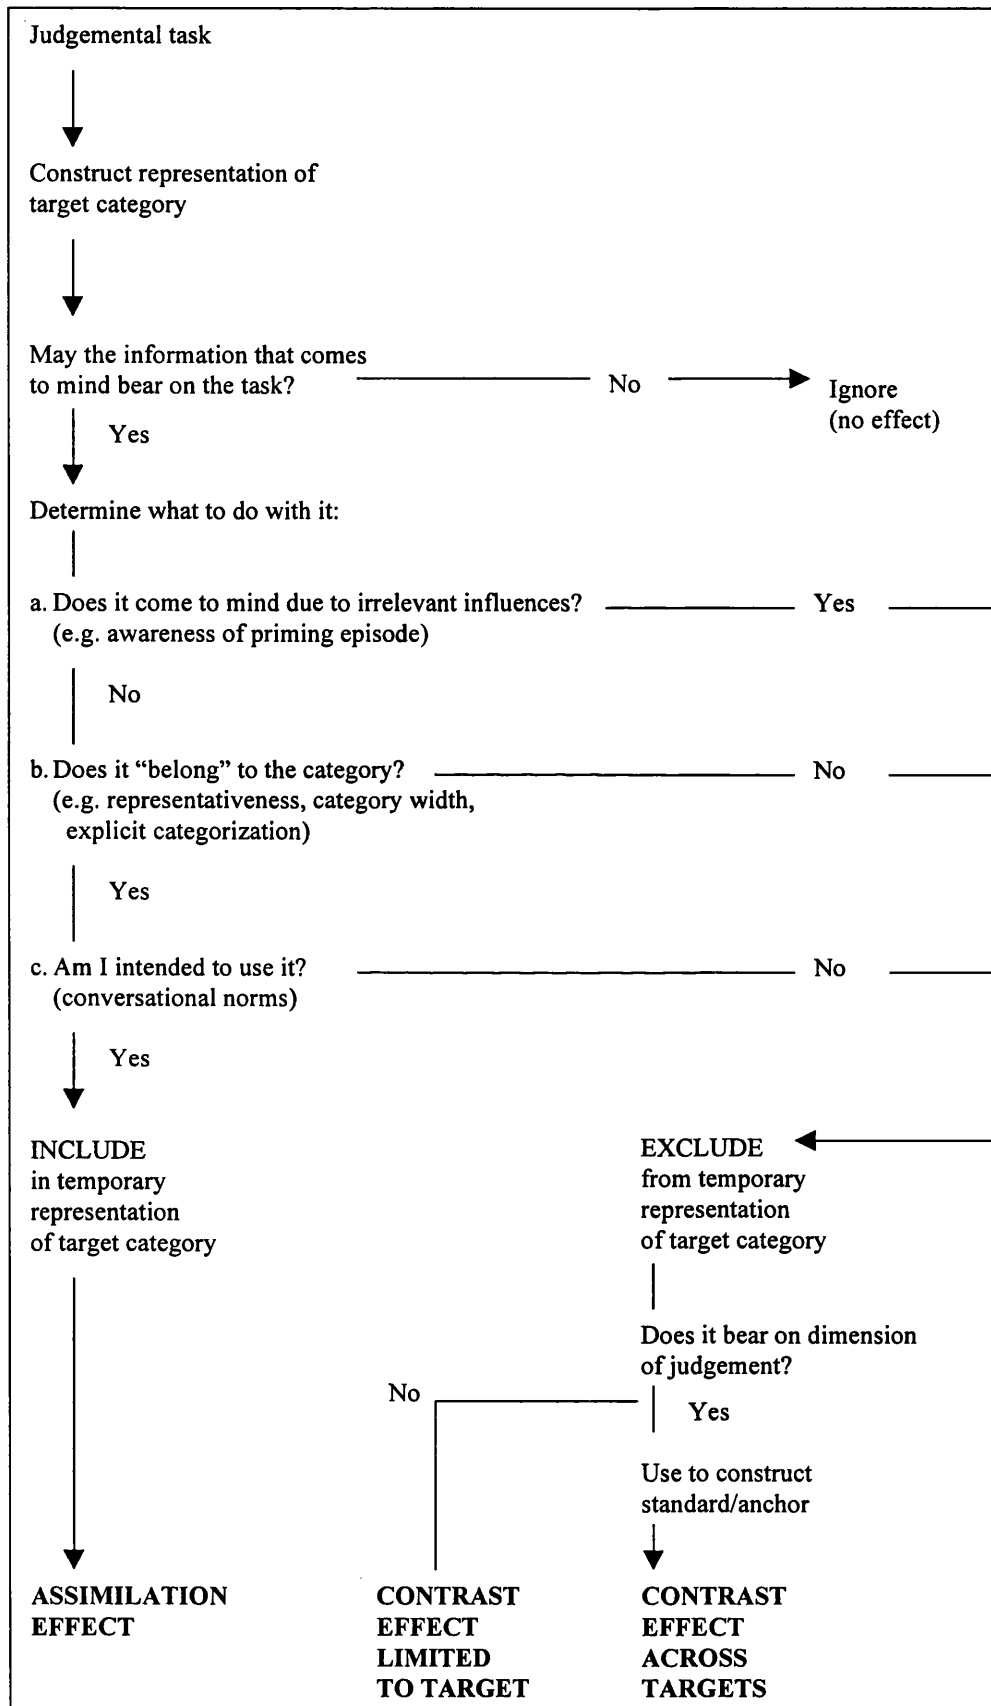 Judgemental task
Construct representation of
target category
May the information that comes
to mind bear on the task?
No
Ignore
(no effect)
Yes
Determine what to do with it:
a. Does it come to mind due to irrelevant influences?
Yes
(e.g. awareness of priming episode)
No
b. Does it “belong” to the category?
No
(e.g. representativeness, category width,
explicit categorization)
Yes
c. Am I intended to use it?
No
(conversational norms)
Yes
INCLUDE
in temporary
representation
of target category
EXCLUDE
from temporary
representation
of target category
Does it bear on dimension
of judgement?
No
Yes
Use to construct
standard/anchor
ASSIMILATION
EFFECT
CONTRAST
EFFECT
LIMITED
TO TARGET
CONTRAST
EFFECT
ACROSS
TARGETS